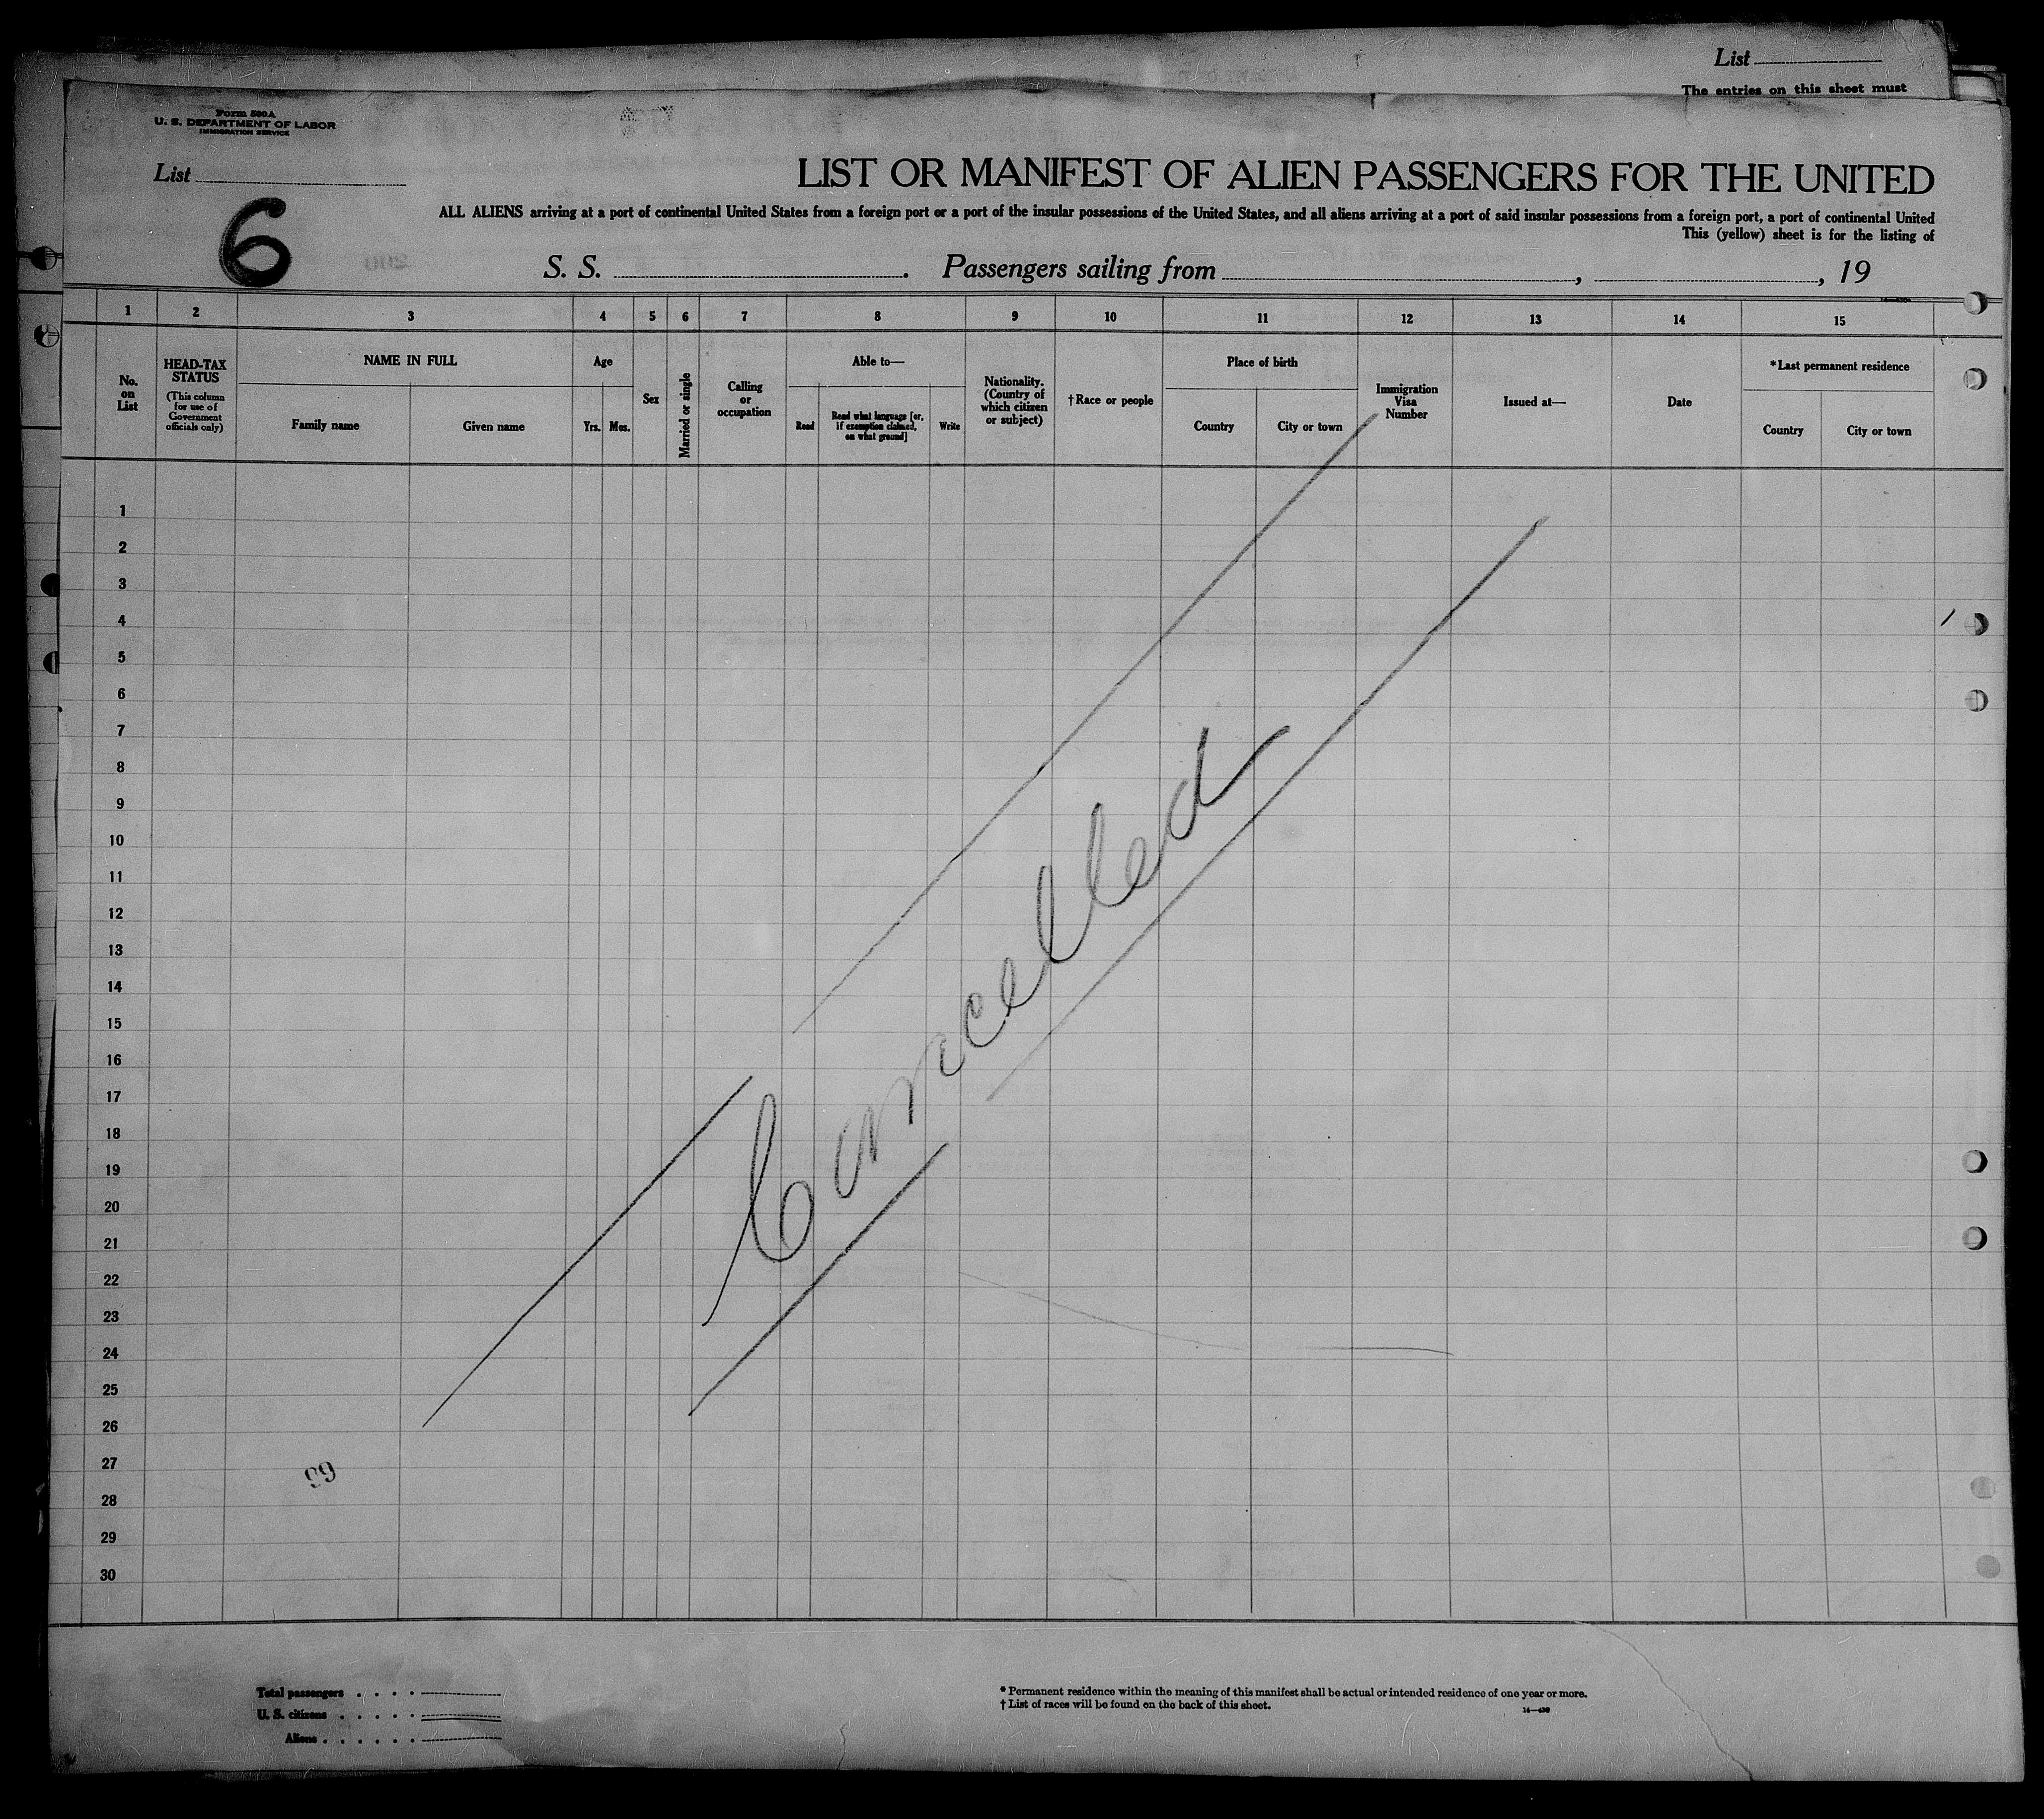 List
The entries on this sheet must
Form 500A
U. S. DEPARTMENT OF LABOR
IMMIGRATION SERVICE
List
6
LIST OR MANIFEST OF ALIEN PASSENGERS FOR THE UNITED
ALL ALIENS arriving at a port of continental United States from a foreign port or a port of the insular possessions of the United States, and all aliens arriving at a port of said insular possessions from a foreign port, a port of continental United
This (yellow) sheet is for the listing of
S. S. . Passengers sailing from , , 19
1 2 3 4 5 6 7 8 9 10 11 12 13 14 15
No.
on
List
HEAD-TAX
STATUS
(This column
for use of
Government
officials only)
NAME IN FULL
Family name Given name
Age
Yrs. Mos.
Sex
Married or single
Calling
or
occupation
Able to—
Read
Read what language [or,
if exemption claimed,
on what ground]
Write
Nationality.
(Country of
which citizen
or subject)
†Race or people
Place of birth
Country City or town
Immigration
Visa
Number
Issued at—
Date
*Last permanent residence
Country City or town
1
2
3
4
5
6
7
8
9
10
11
12
13
14
15
16
17
18
19
20
21
22
23
24
25
26
27
28
29
30
Cancelled
Total passengers . . . .
U. S. citizens . . . . .
Aliens . . . . . .
* Permanent residence within the meaning of this manifest shall be actual or intended residence of one year or more.
† List of races will be found on the back of this sheet.